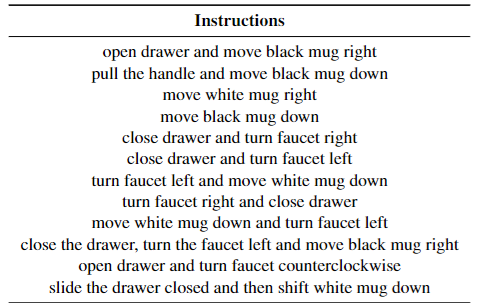 Instructions
open drawer and move black mug right
pull the handle and move black mug down
move white mug right
move black mug down
close drawer and turn faucet right
close drawer and turn faucet left
turn faucet left and move white mug down
turn faucet right and close drawer
move white mug down and turn faucet left
close the drawer, turn the faucet left and move black mug right
open drawer and turn faucet counterclockwise
slide the drawer closed and then shift white mug down